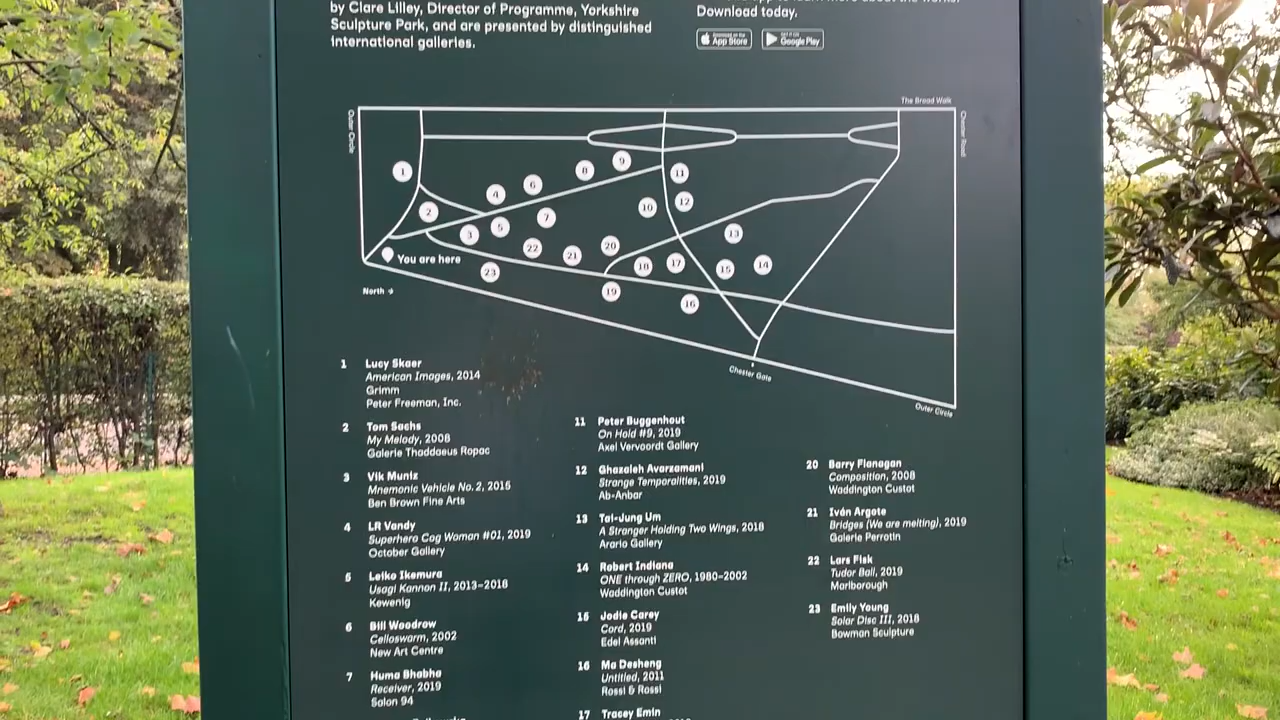 by Clare Lilley, Director of Programme, Yorkshire
Sculpture Park, and are presented by distinguished
international galleries.
Download today.
App Store
GET IT ON
Google Play
The Broad Walk
Outer Circle
Chester Road
1
2
3
4
5
6
7
8
9
10
11
12
13
14
15
16
17
18
19
20
21
22
23
You are here
North
Chester Gate
Outer Circle
1 Lucy Skaer
American Images, 2014
Grimm
Peter Freeman, Inc.
2 Tom Sachs
My Melody, 2008
Galerie Thaddaeus Ropac
3 Vik Muniz
Mnemonic Vehicle No. 2, 2015
Ben Brown Fine Arts
4 LR Vandy
Superhero Cog Woman #01, 2019
October Gallery
5 Leiko Ikemura
Usagi Kannon II, 2013–2018
Kewenig
6 Bill Woodrow
Celloswarm, 2002
New Art Centre
7 Huma Bhabha
Receiver, 2019
Salon 94
11 Peter Buggenhout
On Hold #9, 2019
Axel Vervoordt Gallery
12 Ghazaleh Avarzamani
Strange Temporalities, 2019
Ab-Anbar
13 Tai-Jung Um
A Stranger Holding Two Wings, 2018
Arario Gallery
14 Robert Indiana
ONE through ZERO, 1980–2002
Waddington Custot
15 Jodie Carey
Cord, 2019
Edel Assanti
16 Ma Desheng
Untitled, 2011
Rossi & Rossi
17 Tracey Emin
20 Barry Flanagan
Composition, 2008
Waddington Custot
21 Iván Argote
Bridges (We are melting), 2019
Galerie Perrotin
22 Lars Fisk
Tudor Ball, 2019
Marlborough
23 Emily Young
Solar Disc III, 2018
Bowman Sculpture